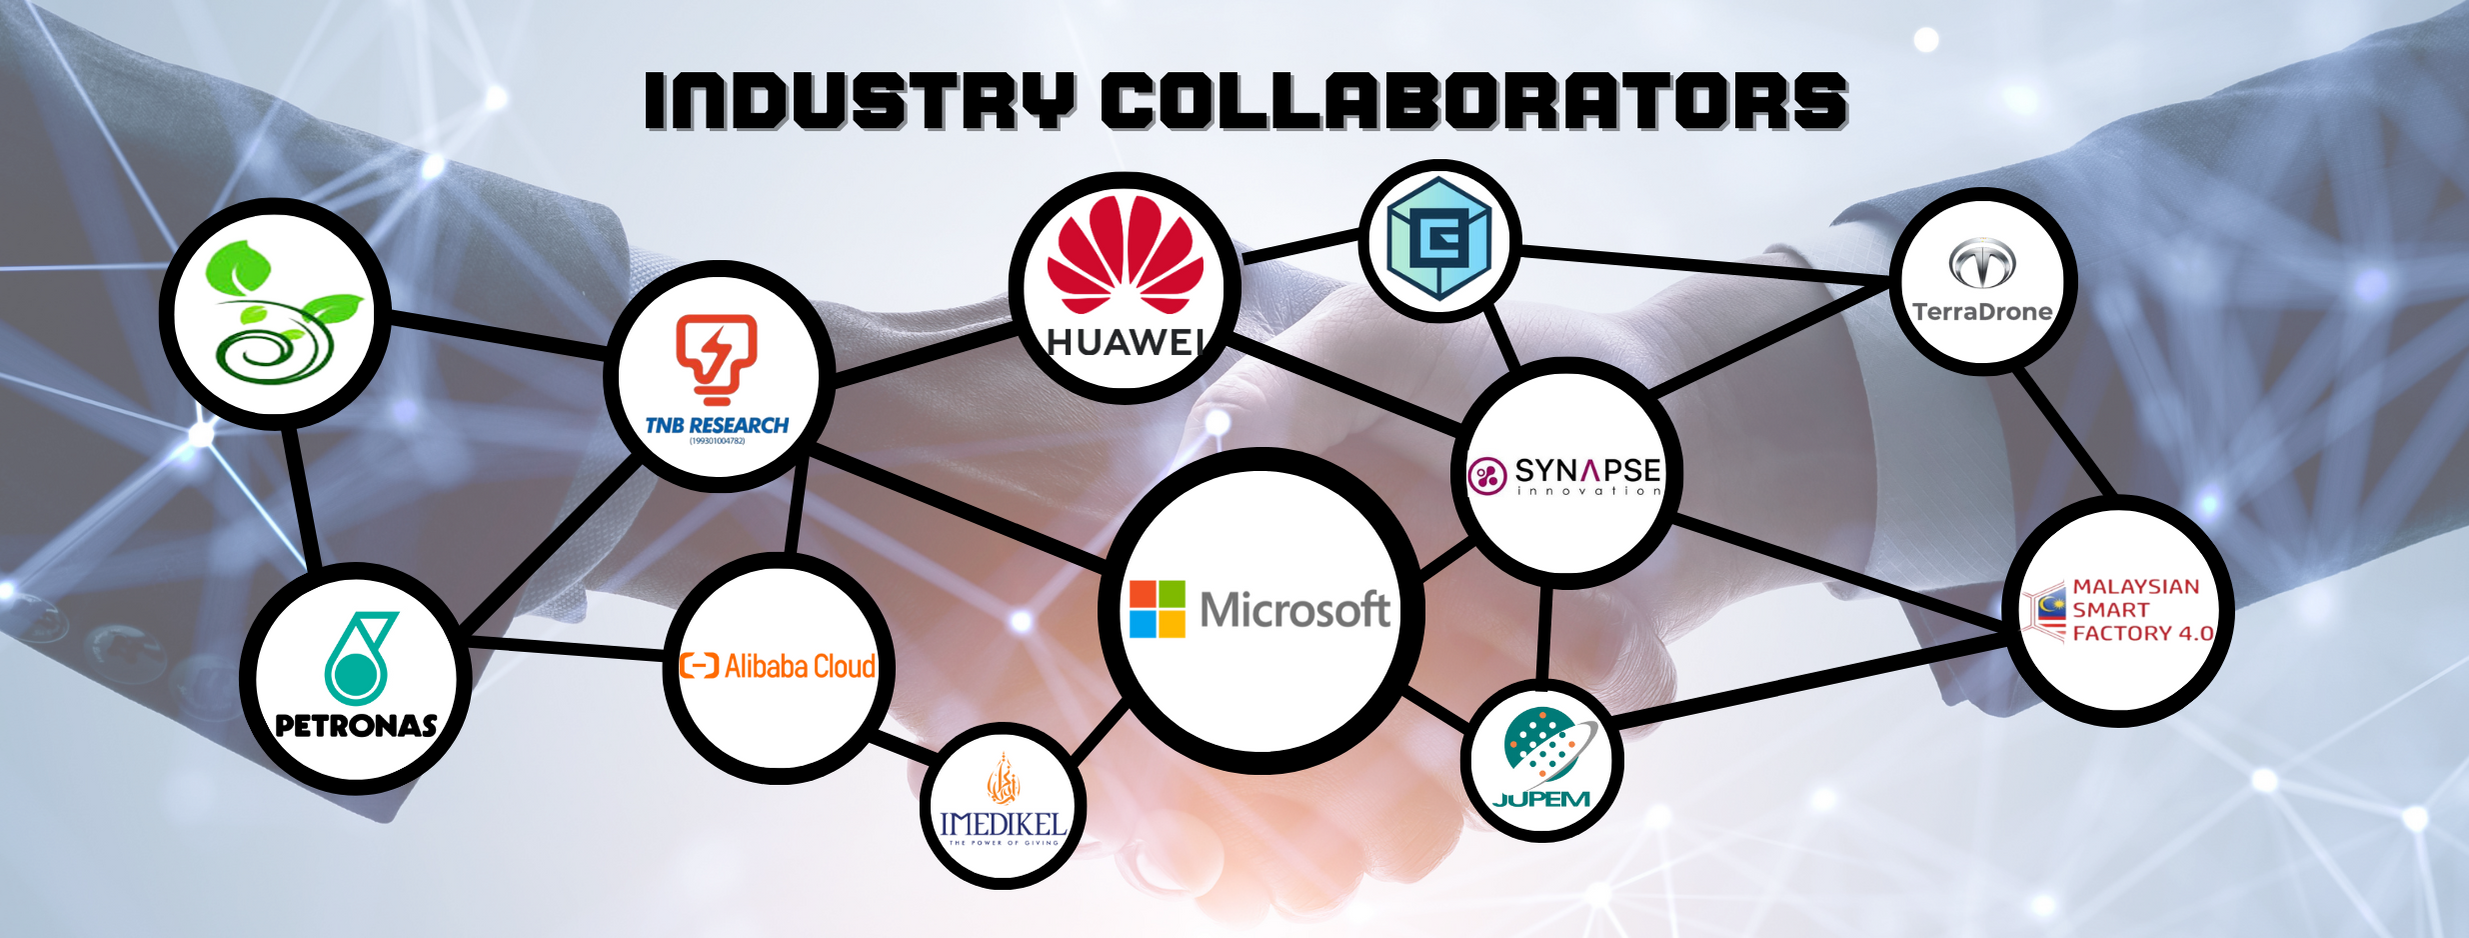 INDUSTRY COLLABORATORS
HUAWEI
TerraDrone
TNB RESEARCH
(199301004782)
SYNAPSE
innovation
MALAYSIAN
SMART
FACTORY 4.0
Microsoft
Alibaba Cloud
PETRONAS
JUPEM
IMEDIKEL
THE POWER OF GIVING